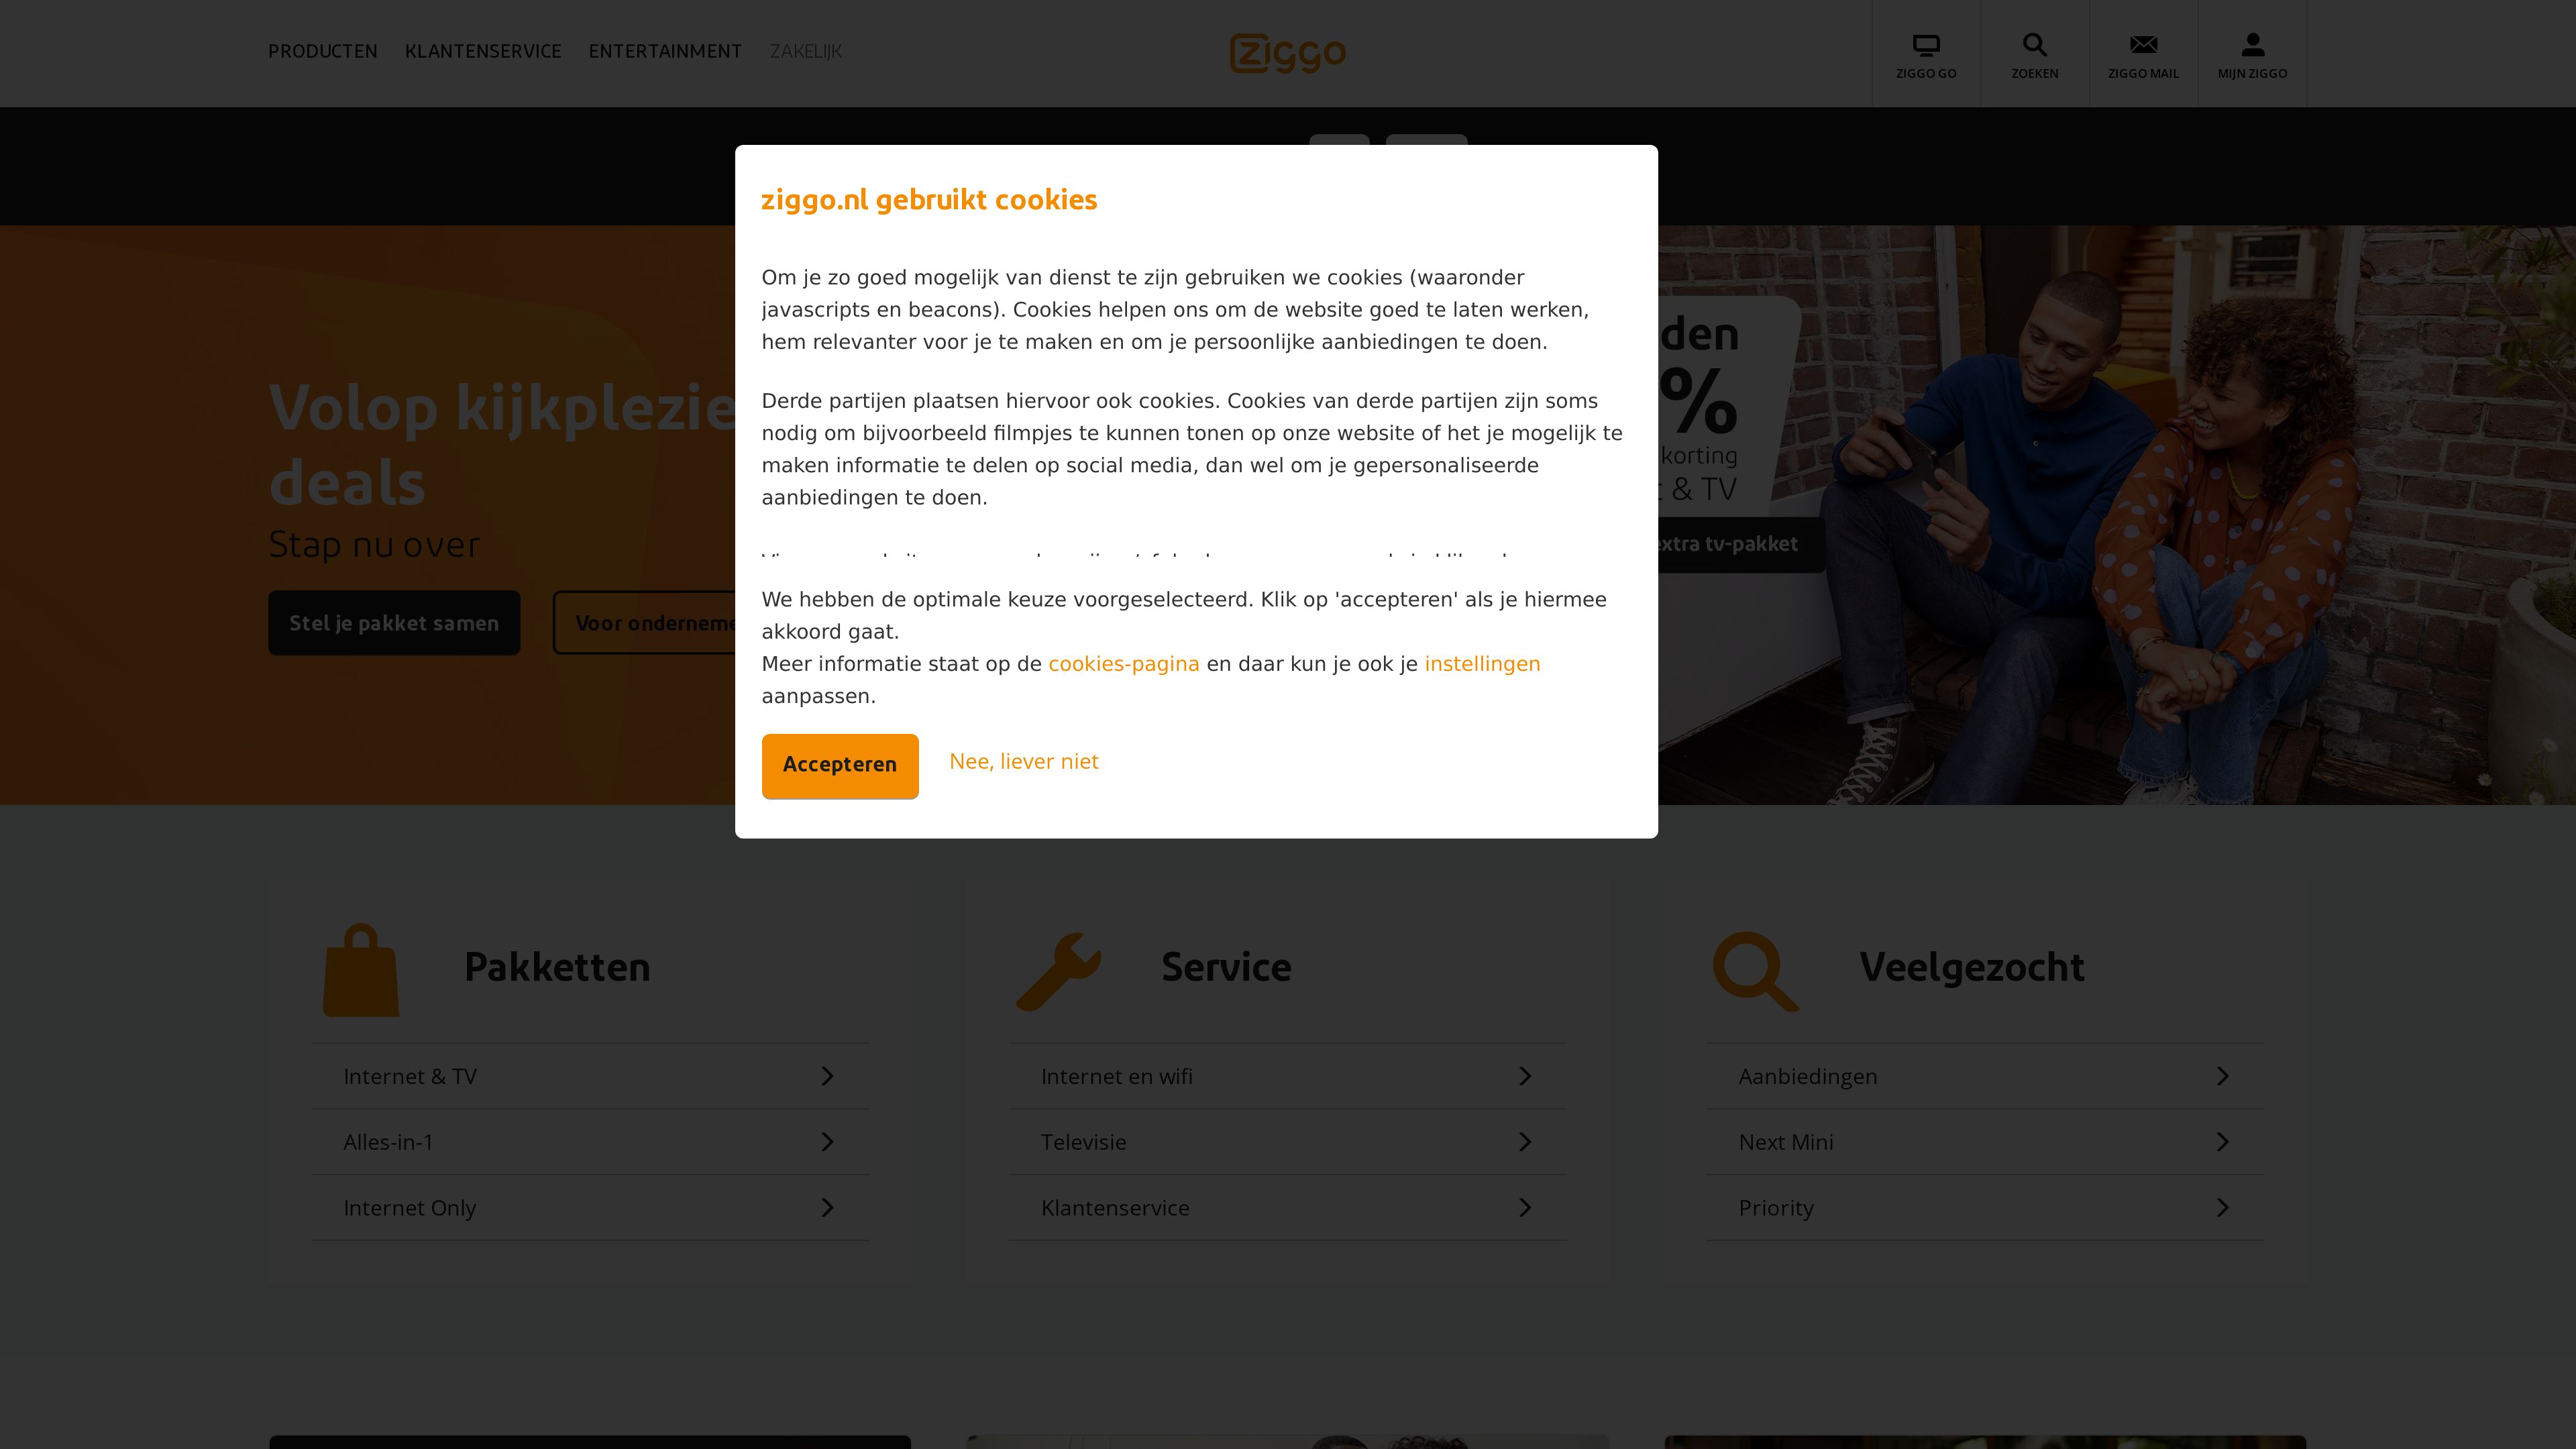 PRODUCTEN KLANTENSERVICE ENTERTAINMENT ZAKELIJK
ziggo
ZIGGO GO ZOEKEN ZIGGO MAIL MIJN ZIGGO
ziggo.nl gebruikt cookies
Om je zo goed mogelijk van dienst te zijn gebruiken we cookies (waaronder
javascripts en beacons). Cookies helpen ons om de website goed te laten werken,
hem relevanter voor je te maken en om je persoonlijke aanbiedingen te doen.
Derde partijen plaatsen hiervoor ook cookies. Cookies van derde partijen zijn soms
nodig om bijvoorbeeld filmpjes te kunnen tonen op onze website of het je mogelijk te
maken informatie te delen op social media, dan wel om je gepersonaliseerde
aanbiedingen te doen.
We hebben de optimale keuze voorgeselecteerd. Klik op 'accepteren' als je hiermee
akkoord gaat.
Meer informatie staat op de cookies-pagina en daar kun je ook je instellingen
aanpassen.
Accepteren Nee, liever niet
Volop kijkplezie
deals
Stap nu over
Stel je pakket samen Voor onderneme
den
%
korting
& TV
extra tv-pakket
Pakketten
Internet & TV
Alles-in-1
Internet Only
Service
Internet en wifi
Televisie
Klantenservice
Veelgezocht
Aanbiedingen
Next Mini
Priority